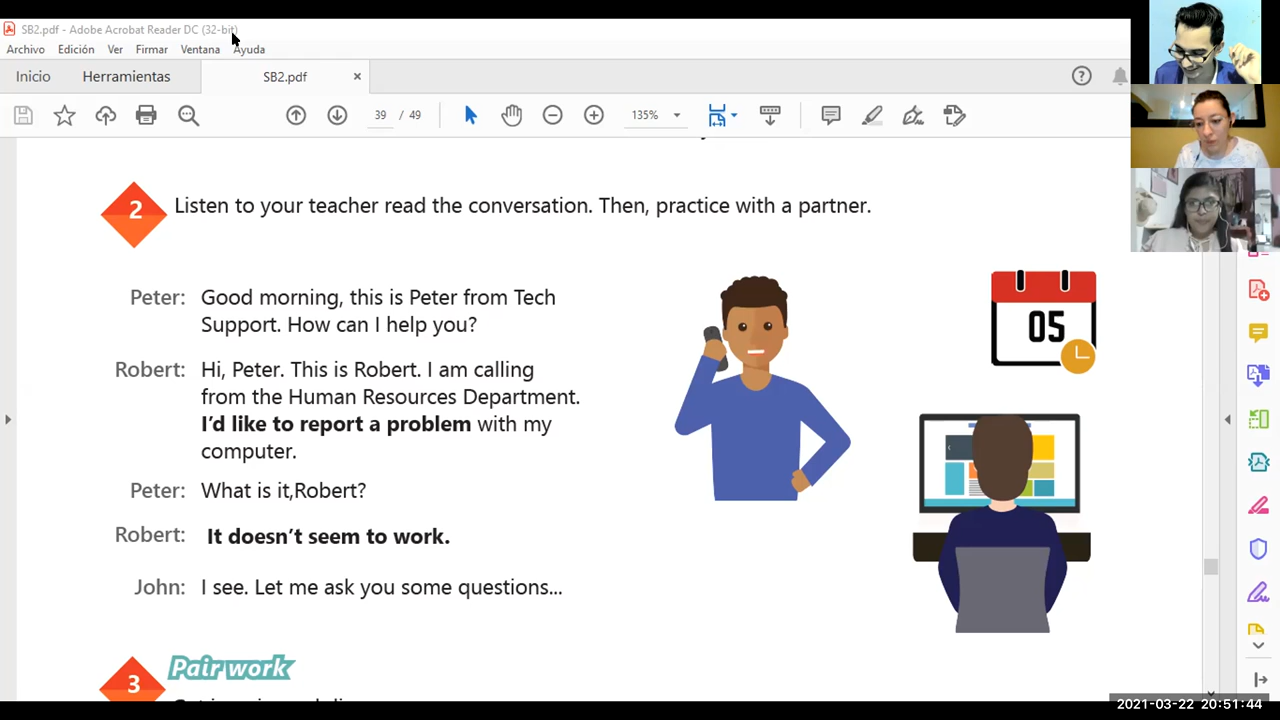 SB2.pdf - Adobe Acrobat Reader DC (32-bit)
Archivo Edición Ver Firmar Ventana Ayuda
Inicio Herramientas SB2.pdf
39 / 49 135%
2 Listen to your teacher read the conversation. Then, practice with a partner.
Peter: Good morning, this is Peter from Tech
Support. How can I help you?
Robert: Hi, Peter. This is Robert. I am calling
from the Human Resources Department.
I'd like to report a problem with my
computer.
Peter: What is it,Robert?
Robert: It doesn't seem to work.
John: I see. Let me ask you some questions...
05
Pair work
3
2021-03-22 20:51:44